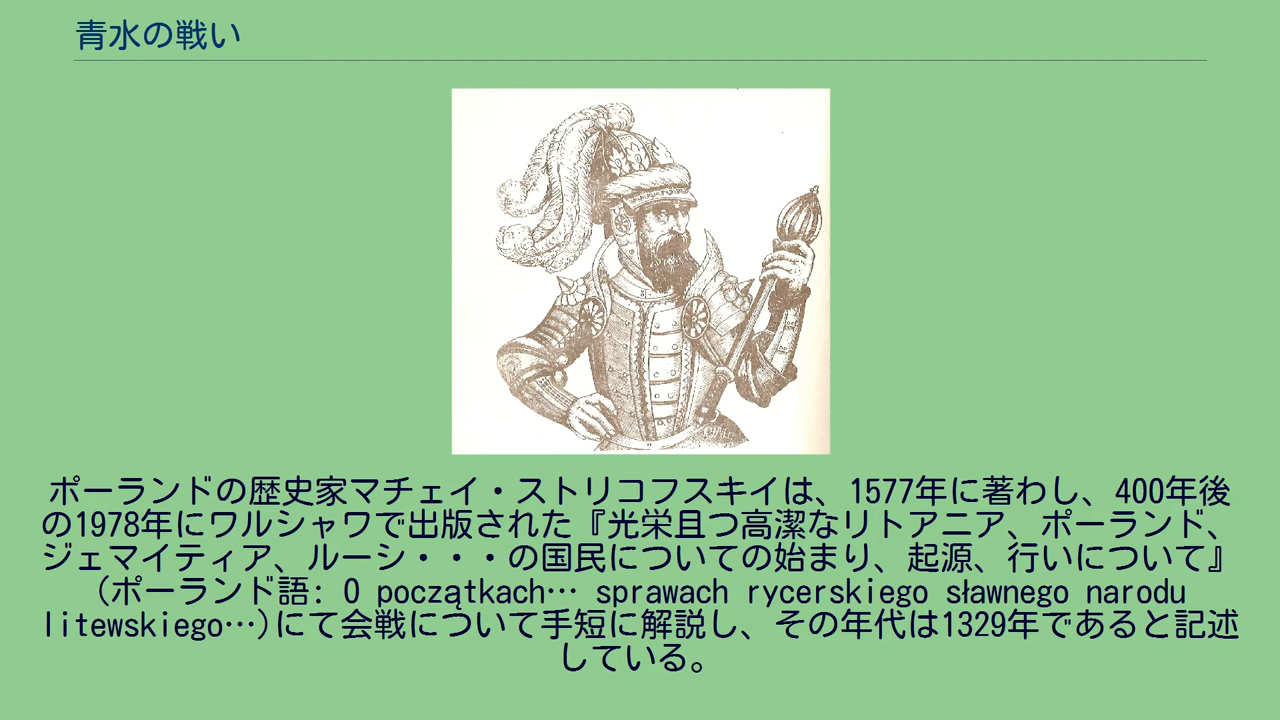 青水の戦い
ポーランドの歴史家マチェイ・ストリコフスキイは、1577年に著わし、400年後
の1978年にワルシャワで出版された『光栄且つ高潔なリトアニア、ポーランド、
ジェマイティア、ルーシ・・・の国民についての始まり、起源、行いについて』
（ポーランド語: O początkach… sprawach rycerskiego sławnego narodu
litewskiego…)にて会戦について手短に解説し、その年代は1329年であると記述
している。